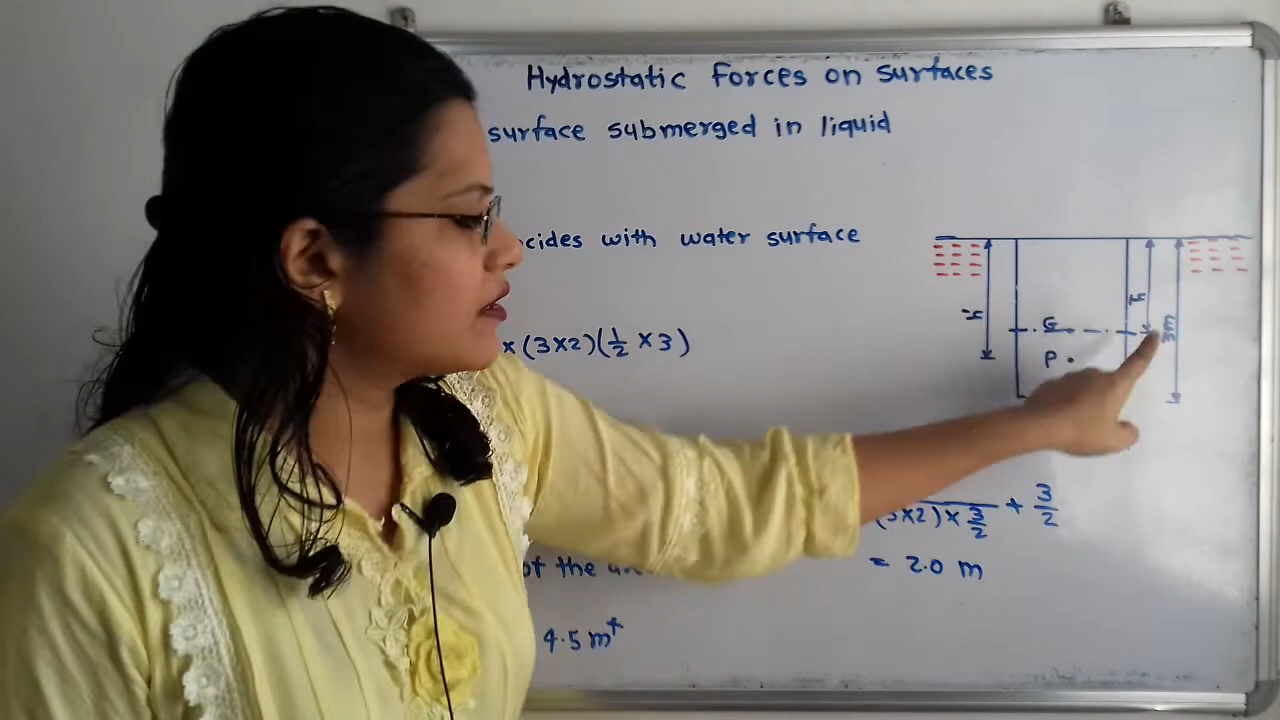 Hydrostatic Forces on surfaces
surface submerged in liquid
cides with water surface
x (3x2)(1/2 x 3)
h
3m
G
P
(3x2) x 3/2 + 3/2
of the
= 2.0 m
4.5 m⁴